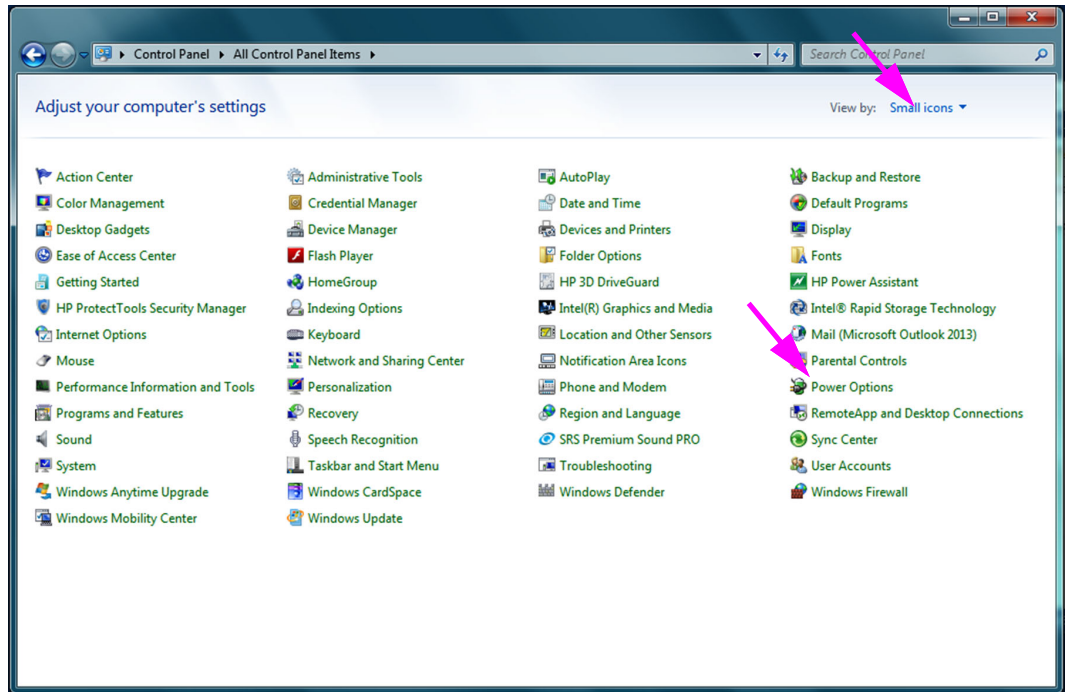 Control Panel All Control Panel Items Search Control Panel
Adjust your computer's settings View by: Small icons
Action Center Administrative Tools AutoPlay Backup and Restore
Color Management Credential Manager Date and Time Default Programs
Desktop Gadgets Device Manager Devices and Printers Display
Ease of Access Center Flash Player Folder Options Fonts
Getting Started HomeGroup HP 3D DriveGuard HP Power Assistant
HP ProtectTools Security Manager Indexing Options Intel(R) Graphics and Media Intel® Rapid Storage Technology
Internet Options Keyboard Location and Other Sensors Mail (Microsoft Outlook 2013)
Mouse Network and Sharing Center Notification Area Icons Parental Controls
Performance Information and Tools Personalization Phone and Modem Power Options
Programs and Features Recovery Region and Language RemoteApp and Desktop Connections
Sound Speech Recognition SRS Premium Sound PRO Sync Center
System Taskbar and Start Menu Troubleshooting User Accounts
Windows Anytime Upgrade Windows CardSpace Windows Defender Windows Firewall
Windows Mobility Center Windows Update